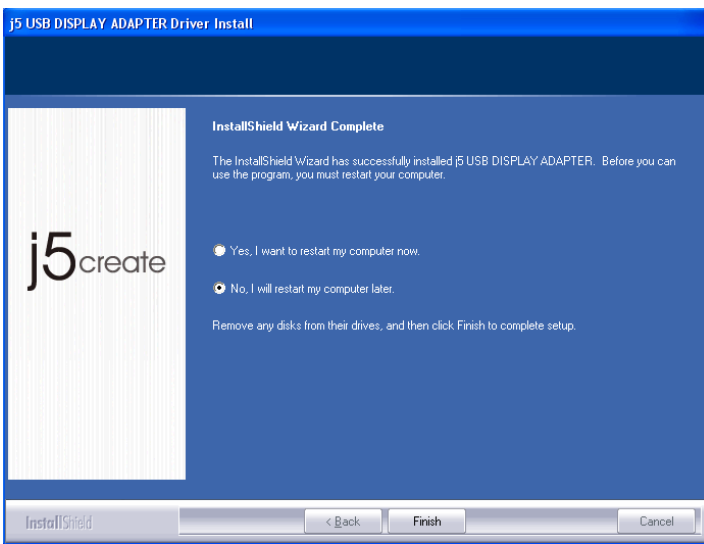 j5 USB DISPLAY ADAPTER Driver Install
InstallShield Wizard Complete
The InstallShield Wizard has successfully installed j5 USB DISPLAY ADAPTER.  Before you can
use the program, you must restart your computer.
j5create
Yes, I want to restart my computer now.
No, I will restart my computer later.
Remove any disks from their drives, and then click Finish to complete setup.
InstallShield
< Back
Finish
Cancel